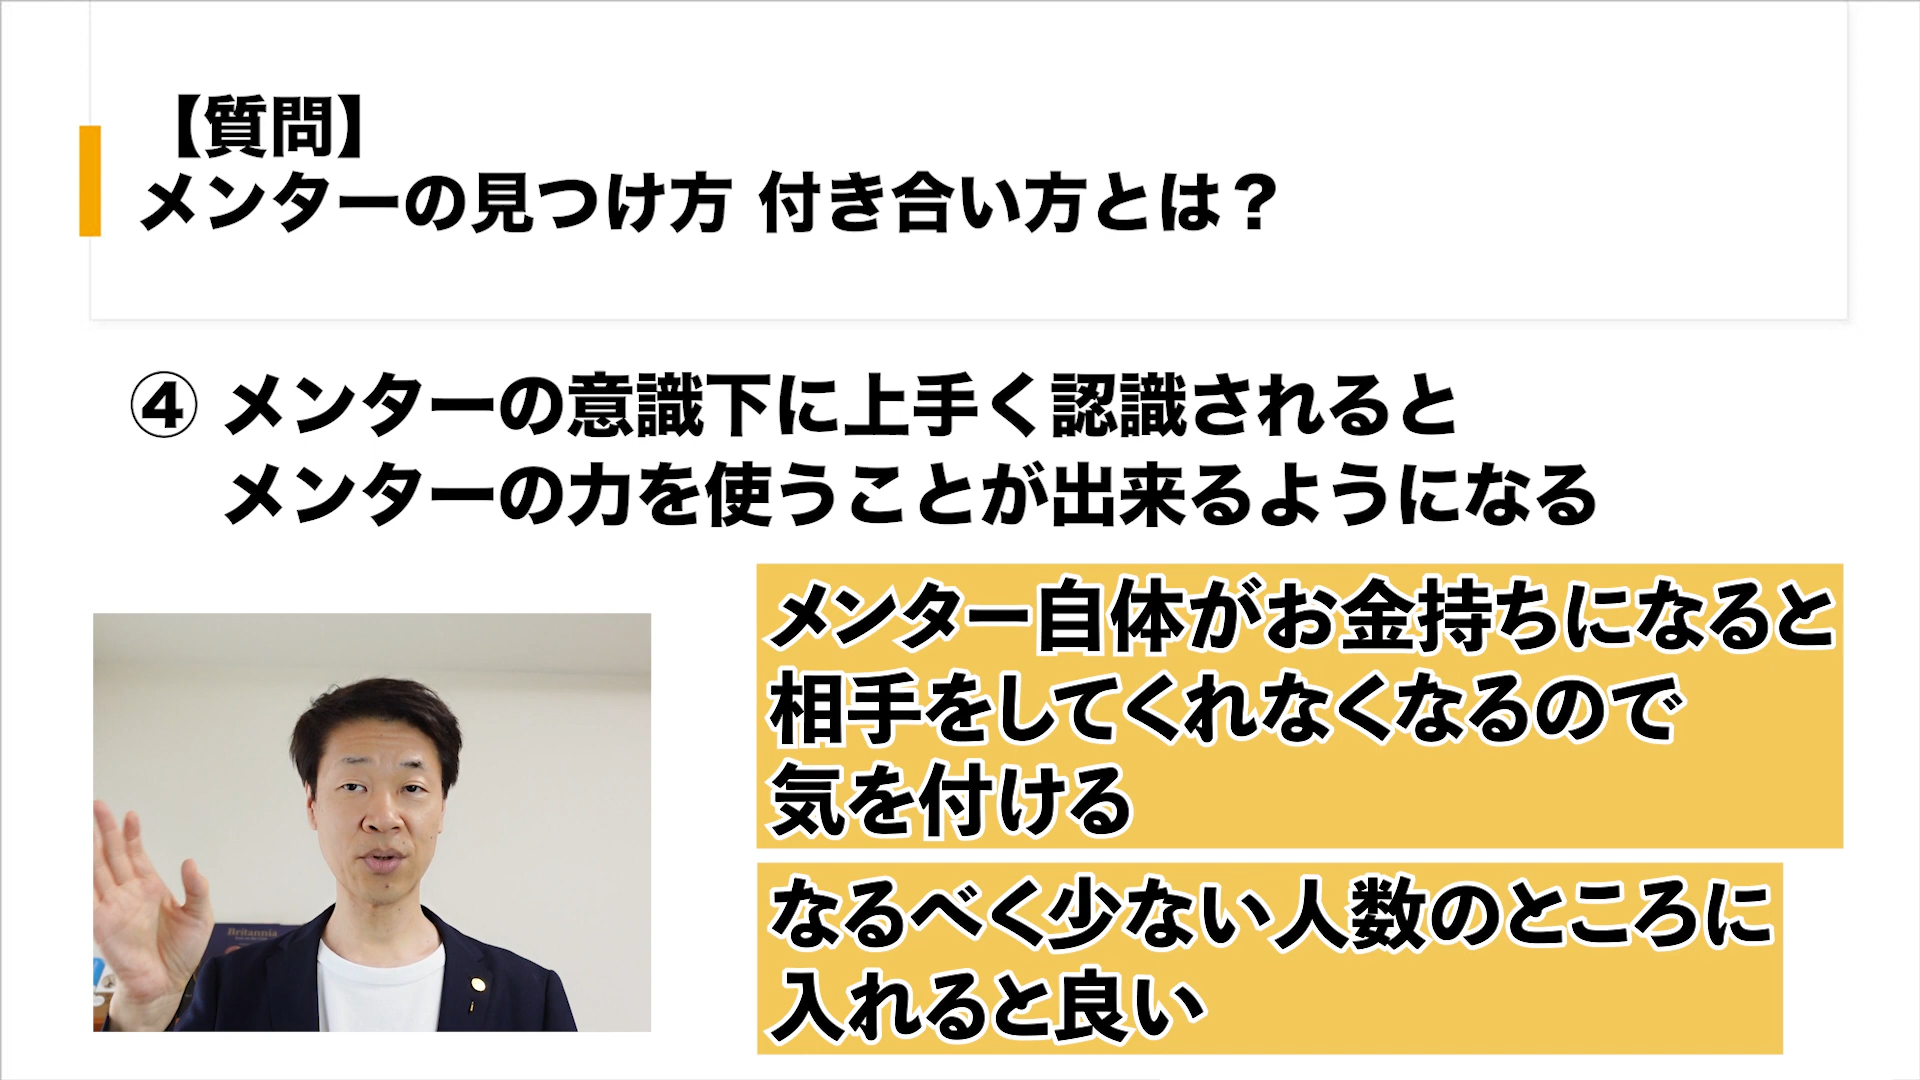 【質問】
メンターの見つけ方 付き合い方とは？
④ メンターの意識下に上手く認識されると
メンターの力を使うことが出来るようになる
メンター自体がお金持ちになると
相手をしてくれなくなるので
気を付ける
なるべく少ない人数のところに
入れると良い
Britannia